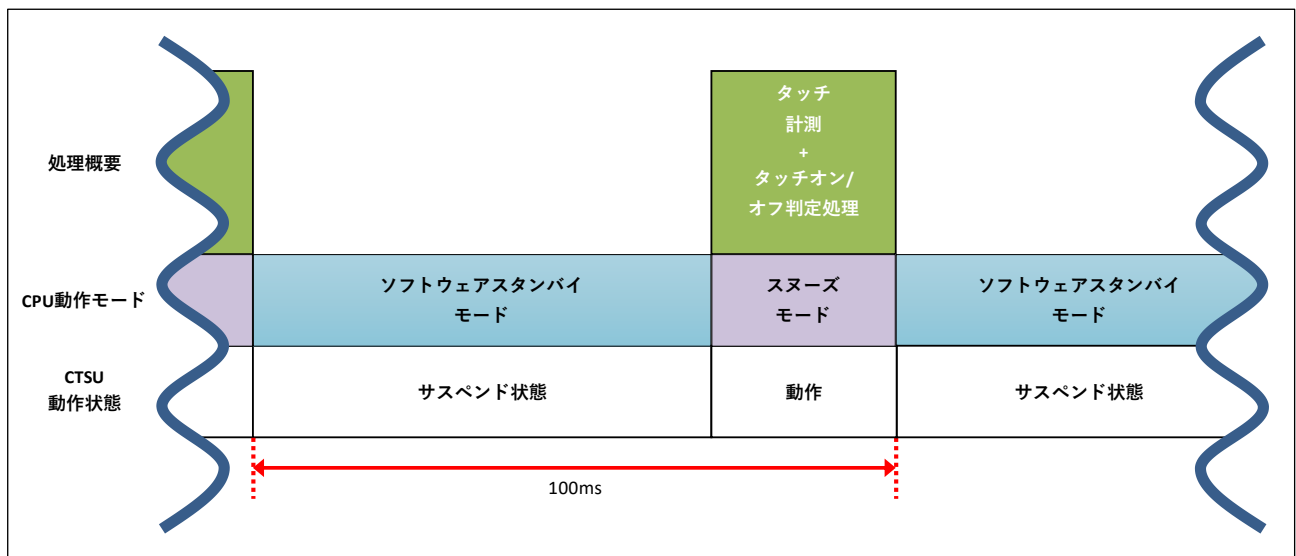 処理概要
タッチ
計測
+
タッチオン/
オフ判定処理
CPU動作モード
ソフトウェアスタンバイ
モード
スヌーズ
モード
ソフトウェアスタンバイ
モード
CTSU
動作状態
サスペンド状態
動作
サスペンド状態
100ms